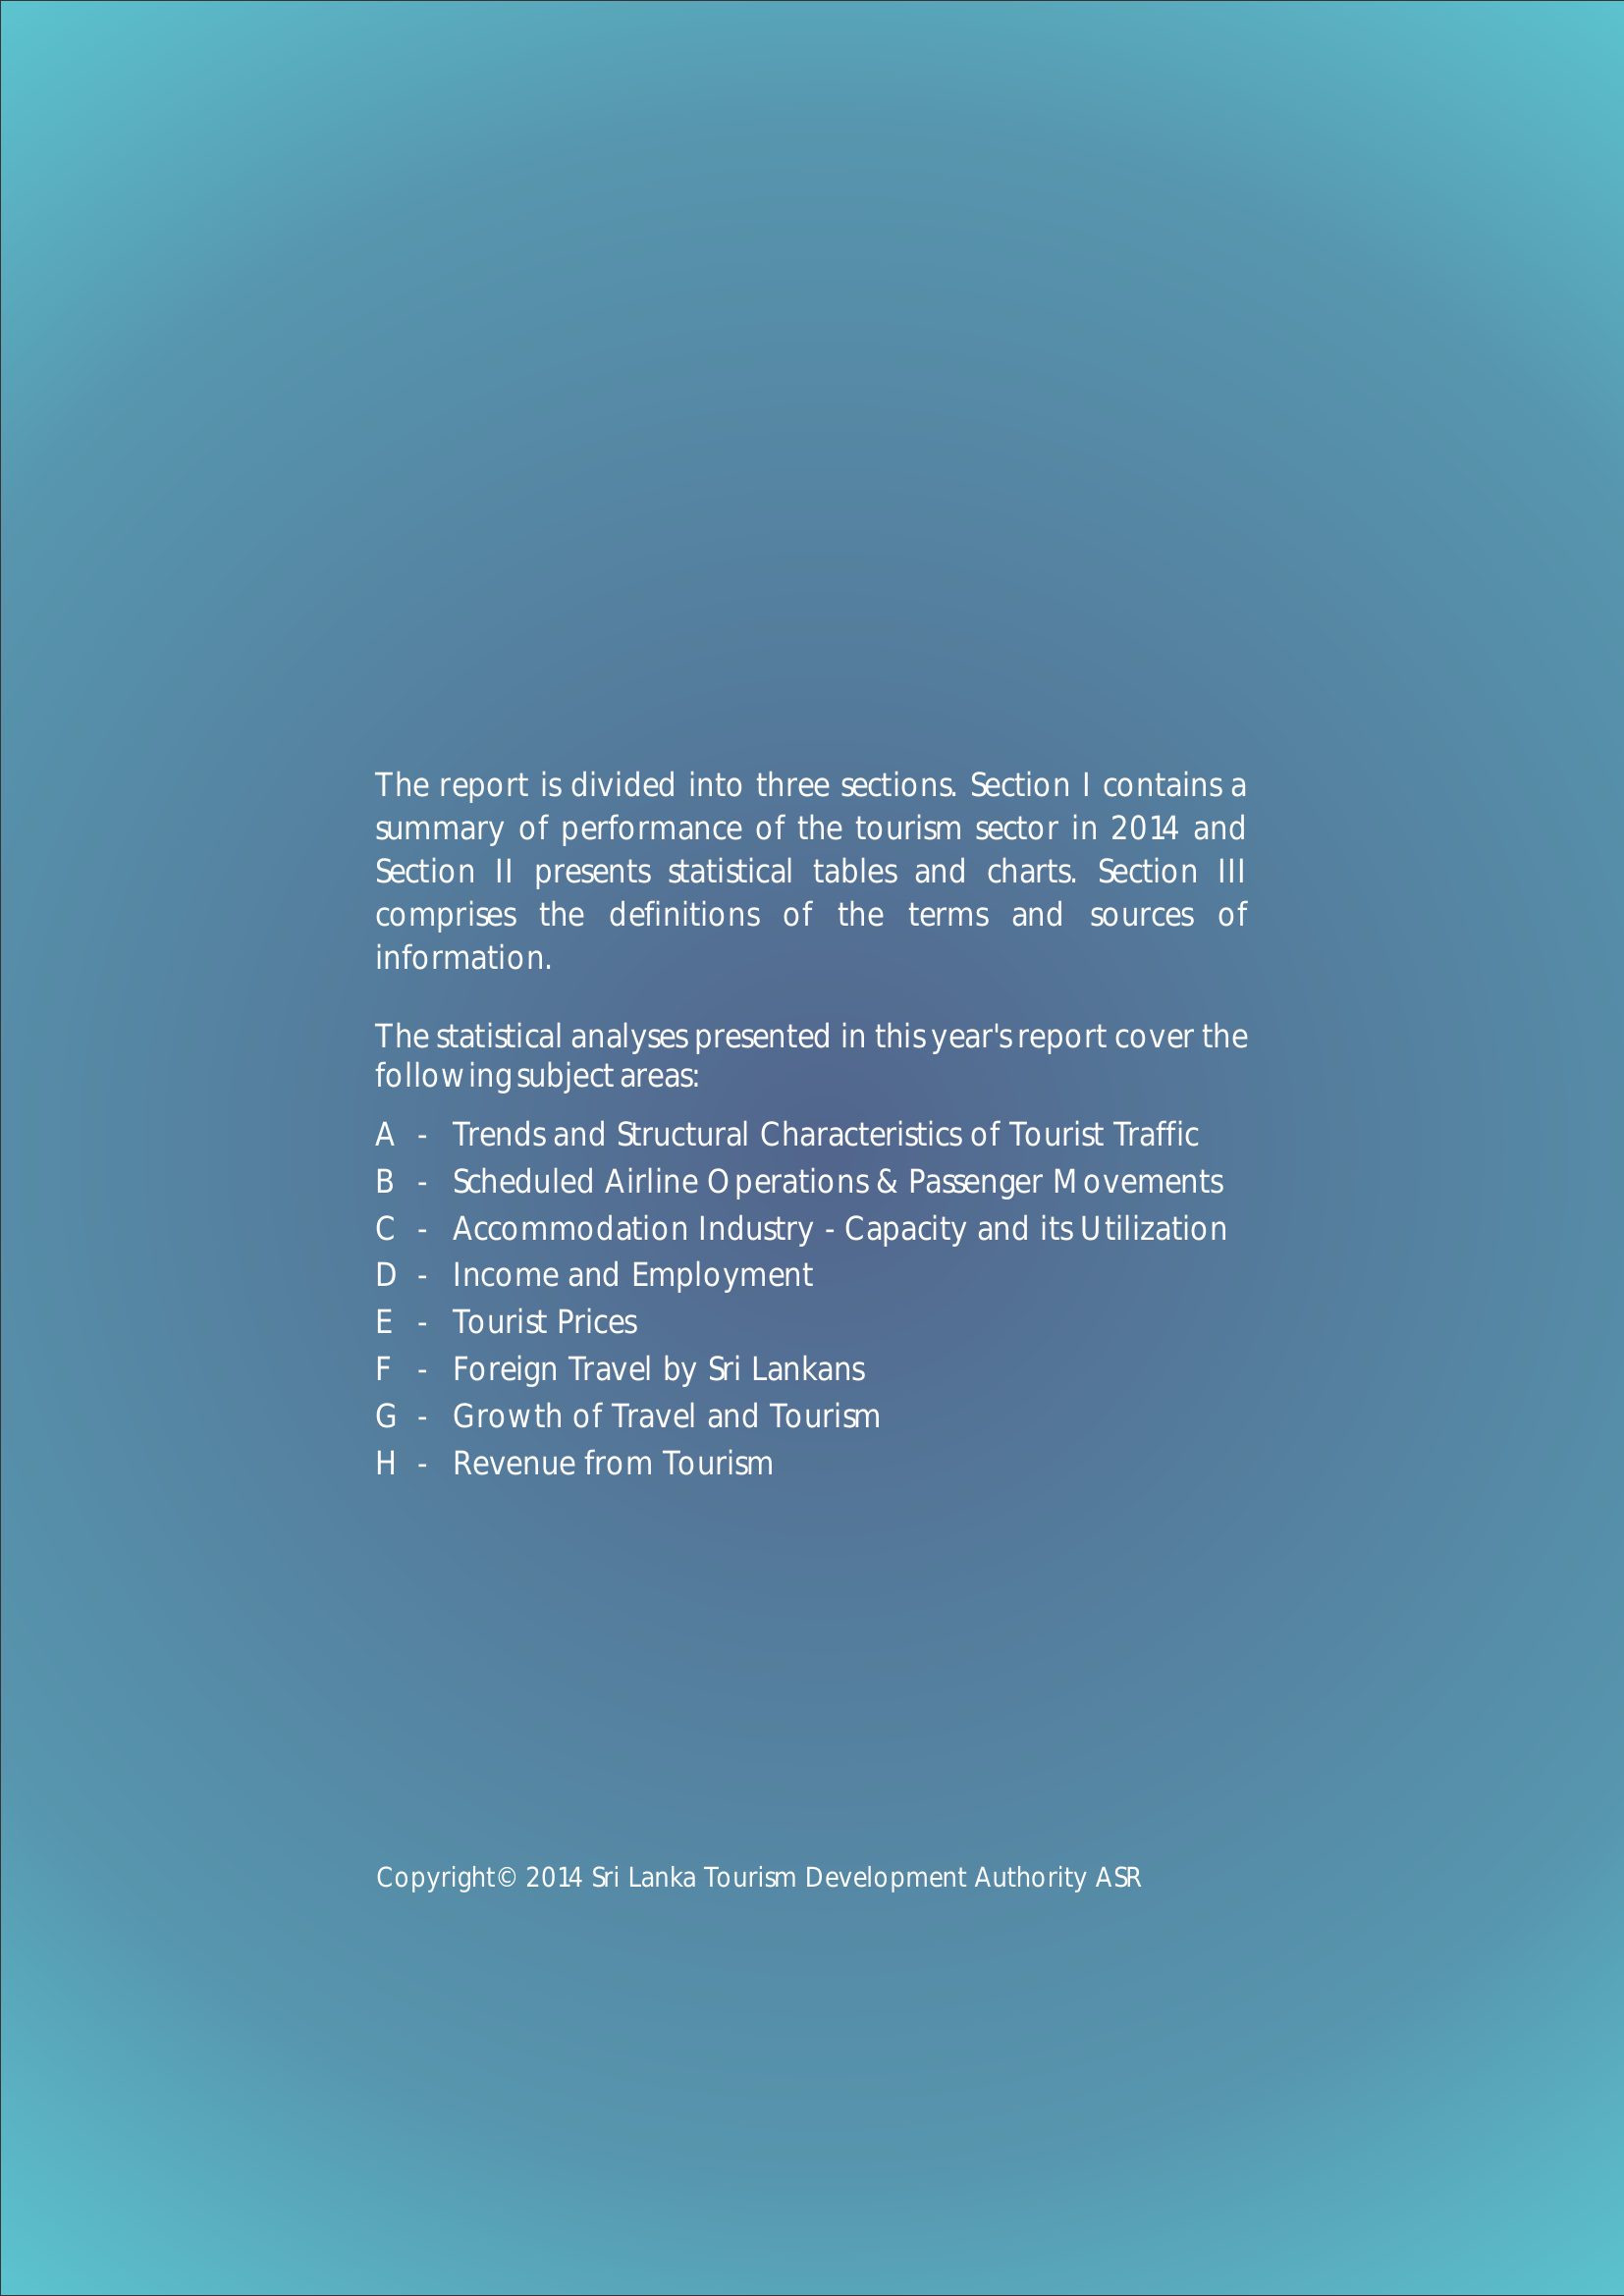 The report is divided into three sections. Section I contains a
summary of performance of the tourism sector in 2014 and
Section II presents statistical tables and charts. Section III
comprises the definitions of the terms and sources of
information.
The statistical analyses presented in this year's report cover the
following subject areas:
A - Trends and Structural Characteristics of Tourist Traffic
B - Scheduled Airline Operations & Passenger Movements
C - Accommodation Industry - Capacity and its Utilization
D - Income and Employment
E - Tourist Prices
F - Foreign Travel by Sri Lankans
G - Growth of Travel and Tourism
H - Revenue from Tourism
Copyright© 2014 Sri Lanka Tourism Development Authority ASR